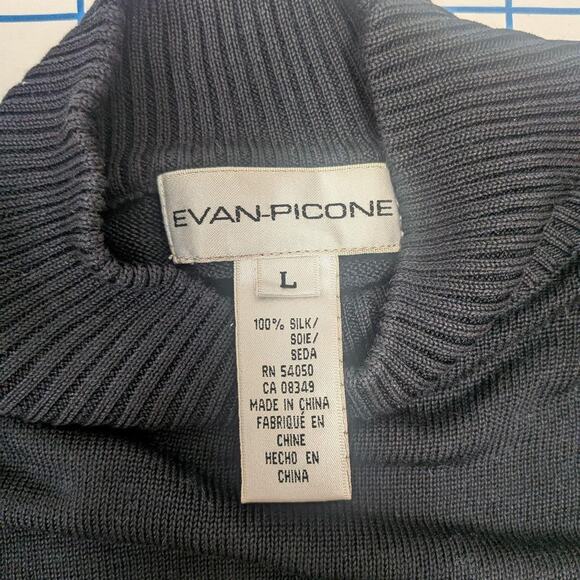 EVAN-PICONE
L
100% SILK/
SOIE/
SEDA
RN 54050
CA 08349
MADE IN CHINA
FABRIQUÉ EN
CHINE
HECHO EN
CHINA